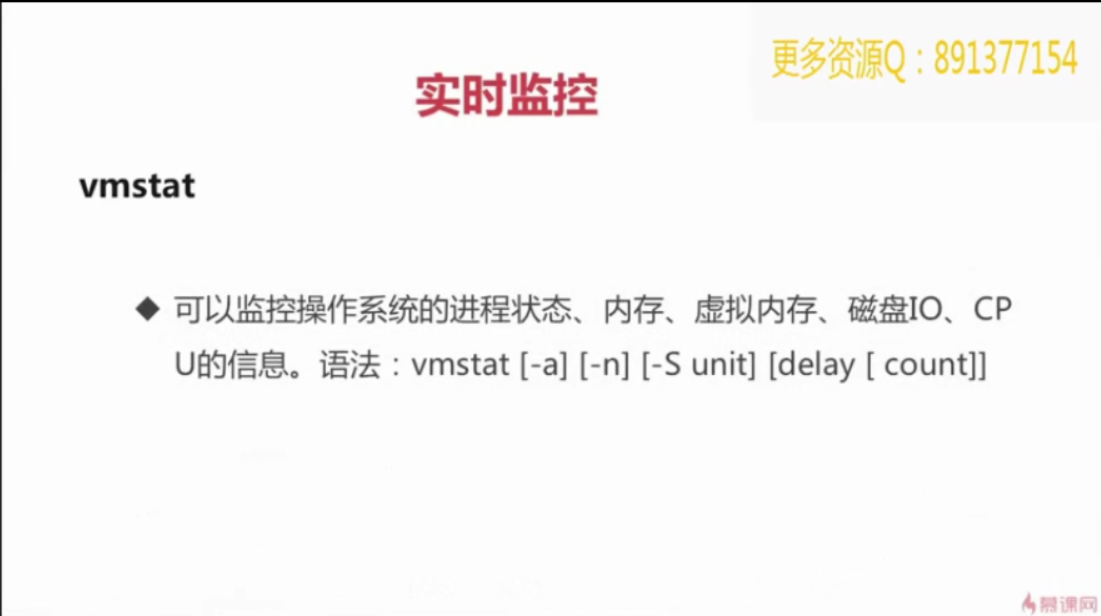 更多资源Q：891377154
实时监控
vmstat
◆ 可以监控操作系统的进程状态、内存、虚拟内存、磁盘IO、CP
U的信息。语法：vmstat [-a] [-n] [-S unit] [delay [ count]]
慕课网